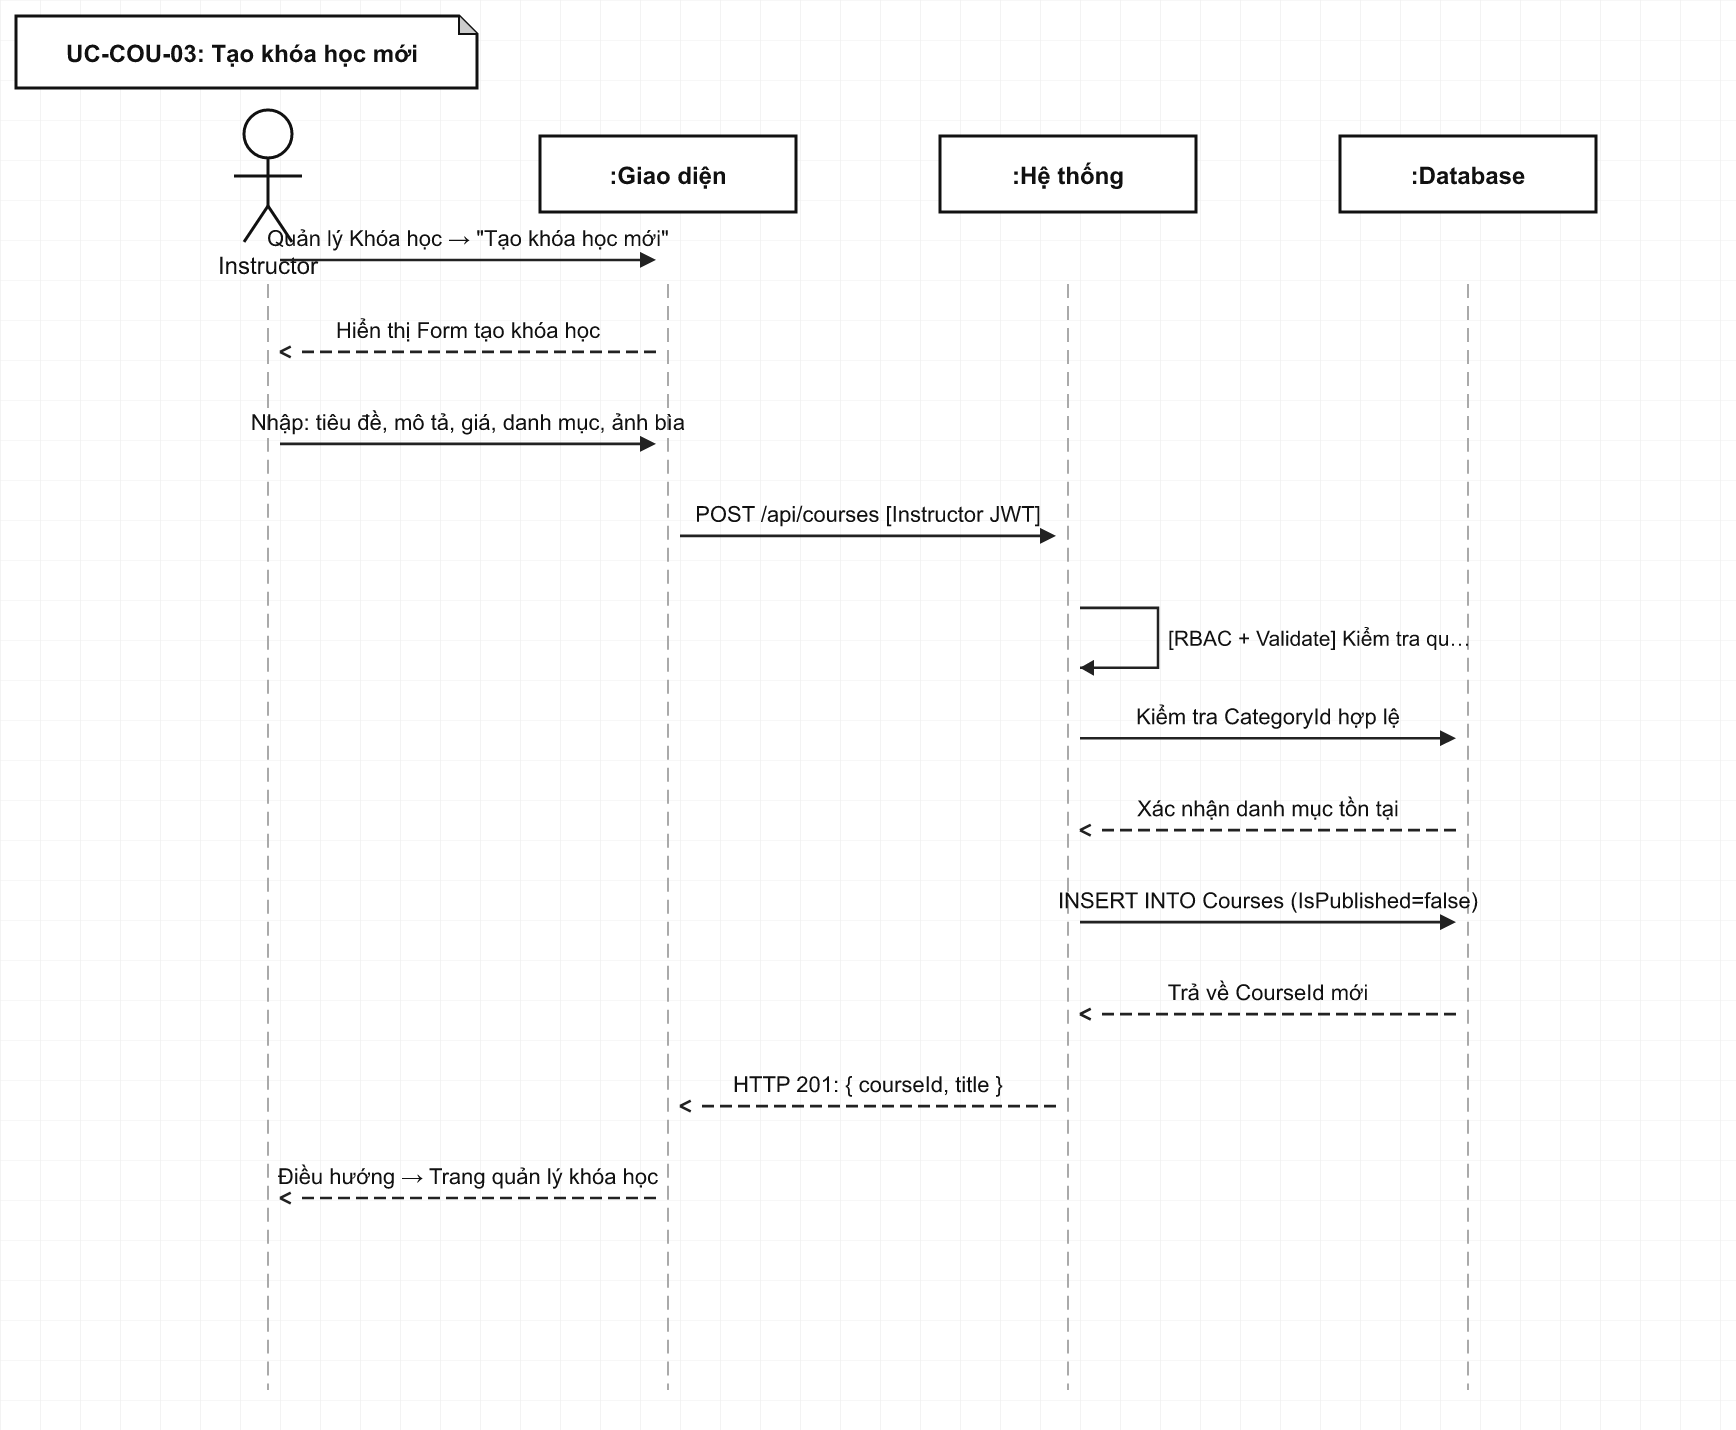 UC-COU-03: Tạo khóa học mới
Instructor
:Giao diện
:Hệ thống
:Database
Quản lý Khóa học → "Tạo khóa học mới"
Hiển thị Form tạo khóa học
Nhập: tiêu đề, mô tả, giá, danh mục, ảnh bìa
POST /api/courses [Instructor JWT]
[RBAC + Validate] Kiểm tra qu…
Kiểm tra CategoryId hợp lệ
Xác nhận danh mục tồn tại
INSERT INTO Courses (IsPublished=false)
Trả về CourseId mới
HTTP 201: { courseId, title }
Điều hướng → Trang quản lý khóa học